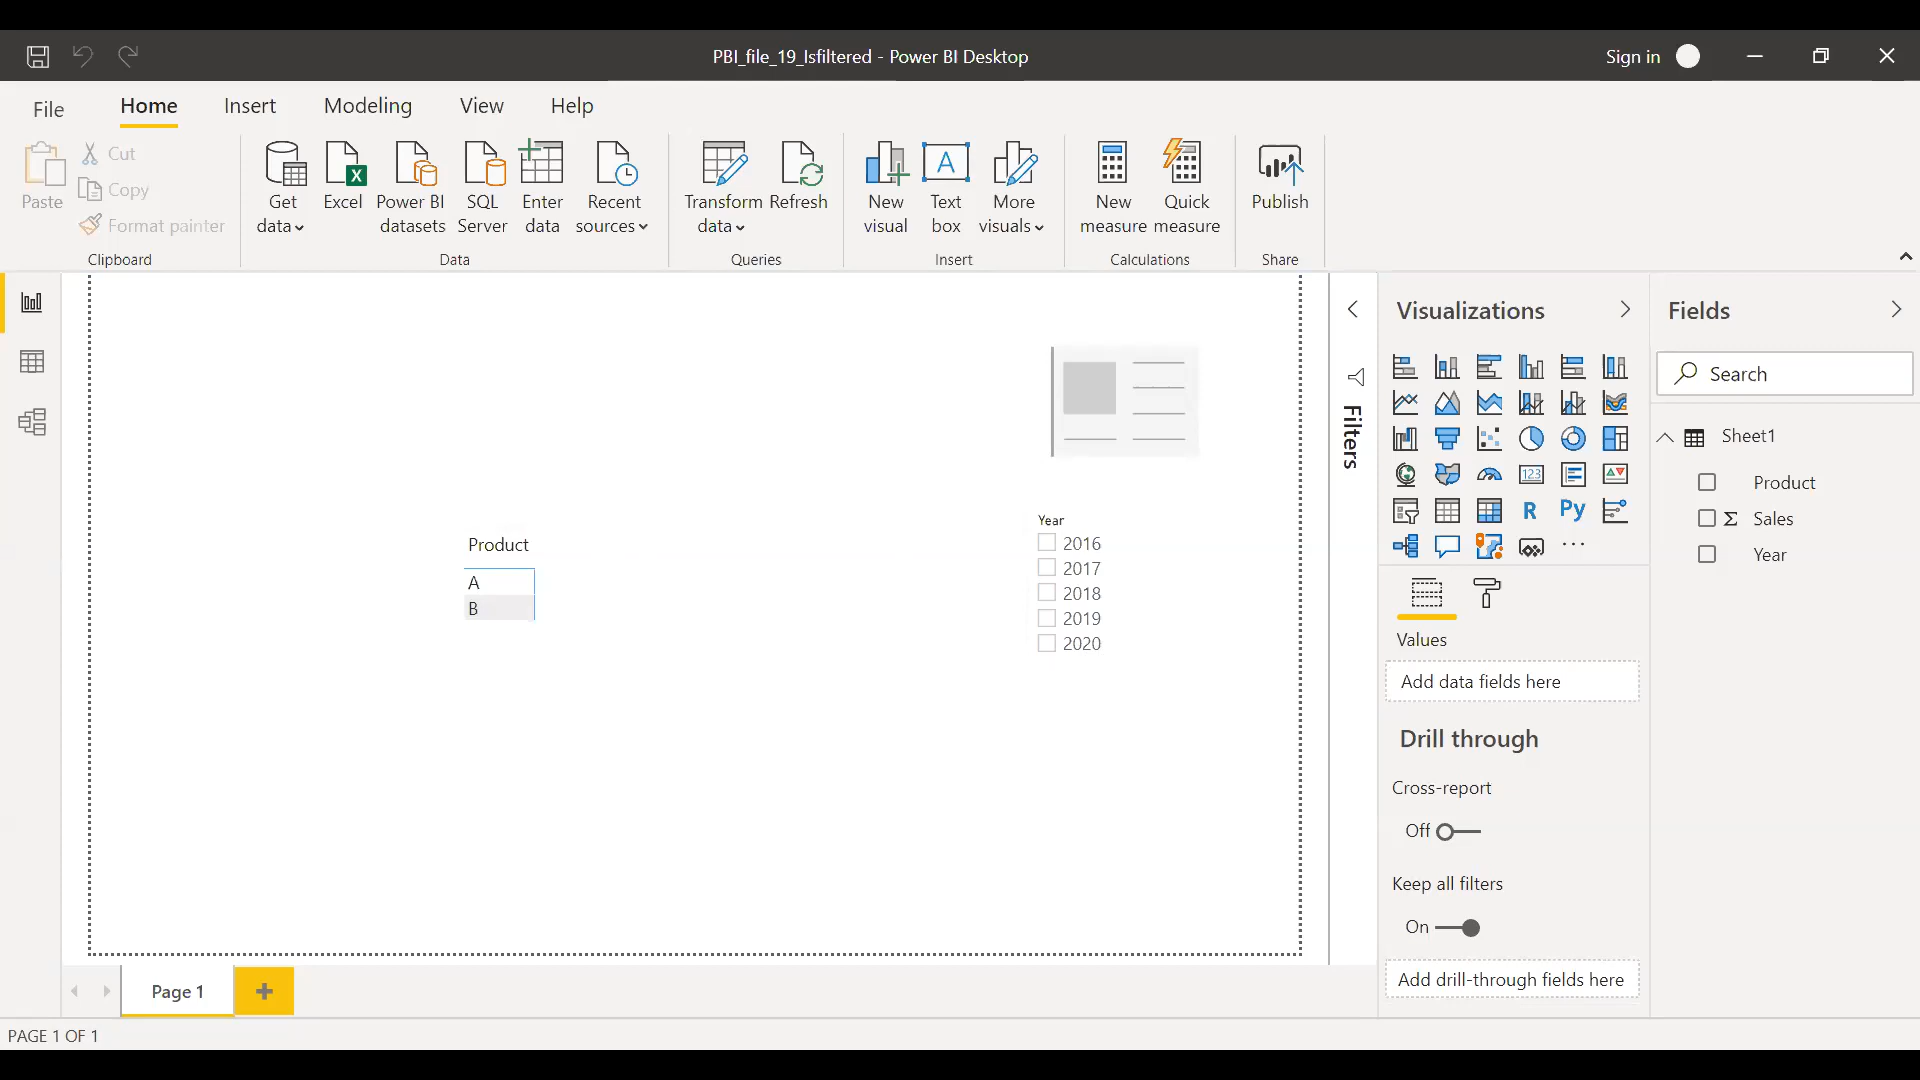 PBI_file_19_Isfiltered - Power BI Desktop
Sign in
File
Home
Insert
Modeling
View
Help
Paste
Cut
Copy
Format painter
Clipboard
Get data
Excel
Power BI datasets
SQL Server
Enter data
Recent sources
Data
Transform data
Refresh
Queries
New visual
Text box
A
More visuals
Insert
New measure
Quick measure
Calculations
Publish
Share
Product
A
B
Year
2016
2017
2018
2019
2020
Filters
Visualizations
123
R
Py
Values
Add data fields here
Drill through
Cross-report
Off
Keep all filters
On
Add drill-through fields here
Fields
Search
Sheet1
Product
Σ Sales
Year
Page 1
PAGE 1 OF 1